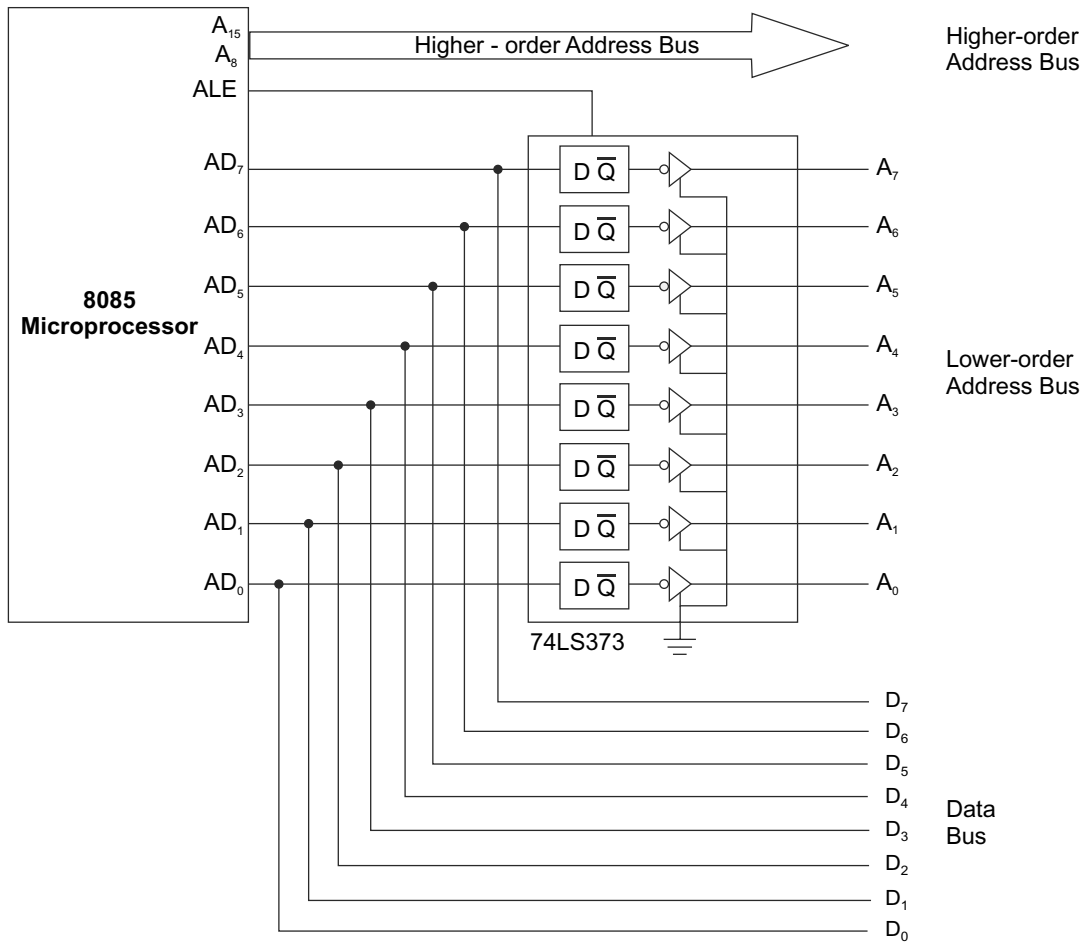 A₁₅
A₈
Higher - order Address Bus
Higher-order
Address Bus
ALE
AD₇ D Q̅ A₇
AD₆ D Q̅ A₆
AD₅ D Q̅ A₅
8085
Microprocessor
AD₄ D Q̅ A₄
Lower-order
Address Bus
AD₃ D Q̅ A₃
AD₂ D Q̅ A₂
AD₁ D Q̅ A₁
AD₀ D Q̅ A₀
74LS373
D₇
D₆
D₅
D₄
Data
Bus
D₃
D₂
D₁
D₀